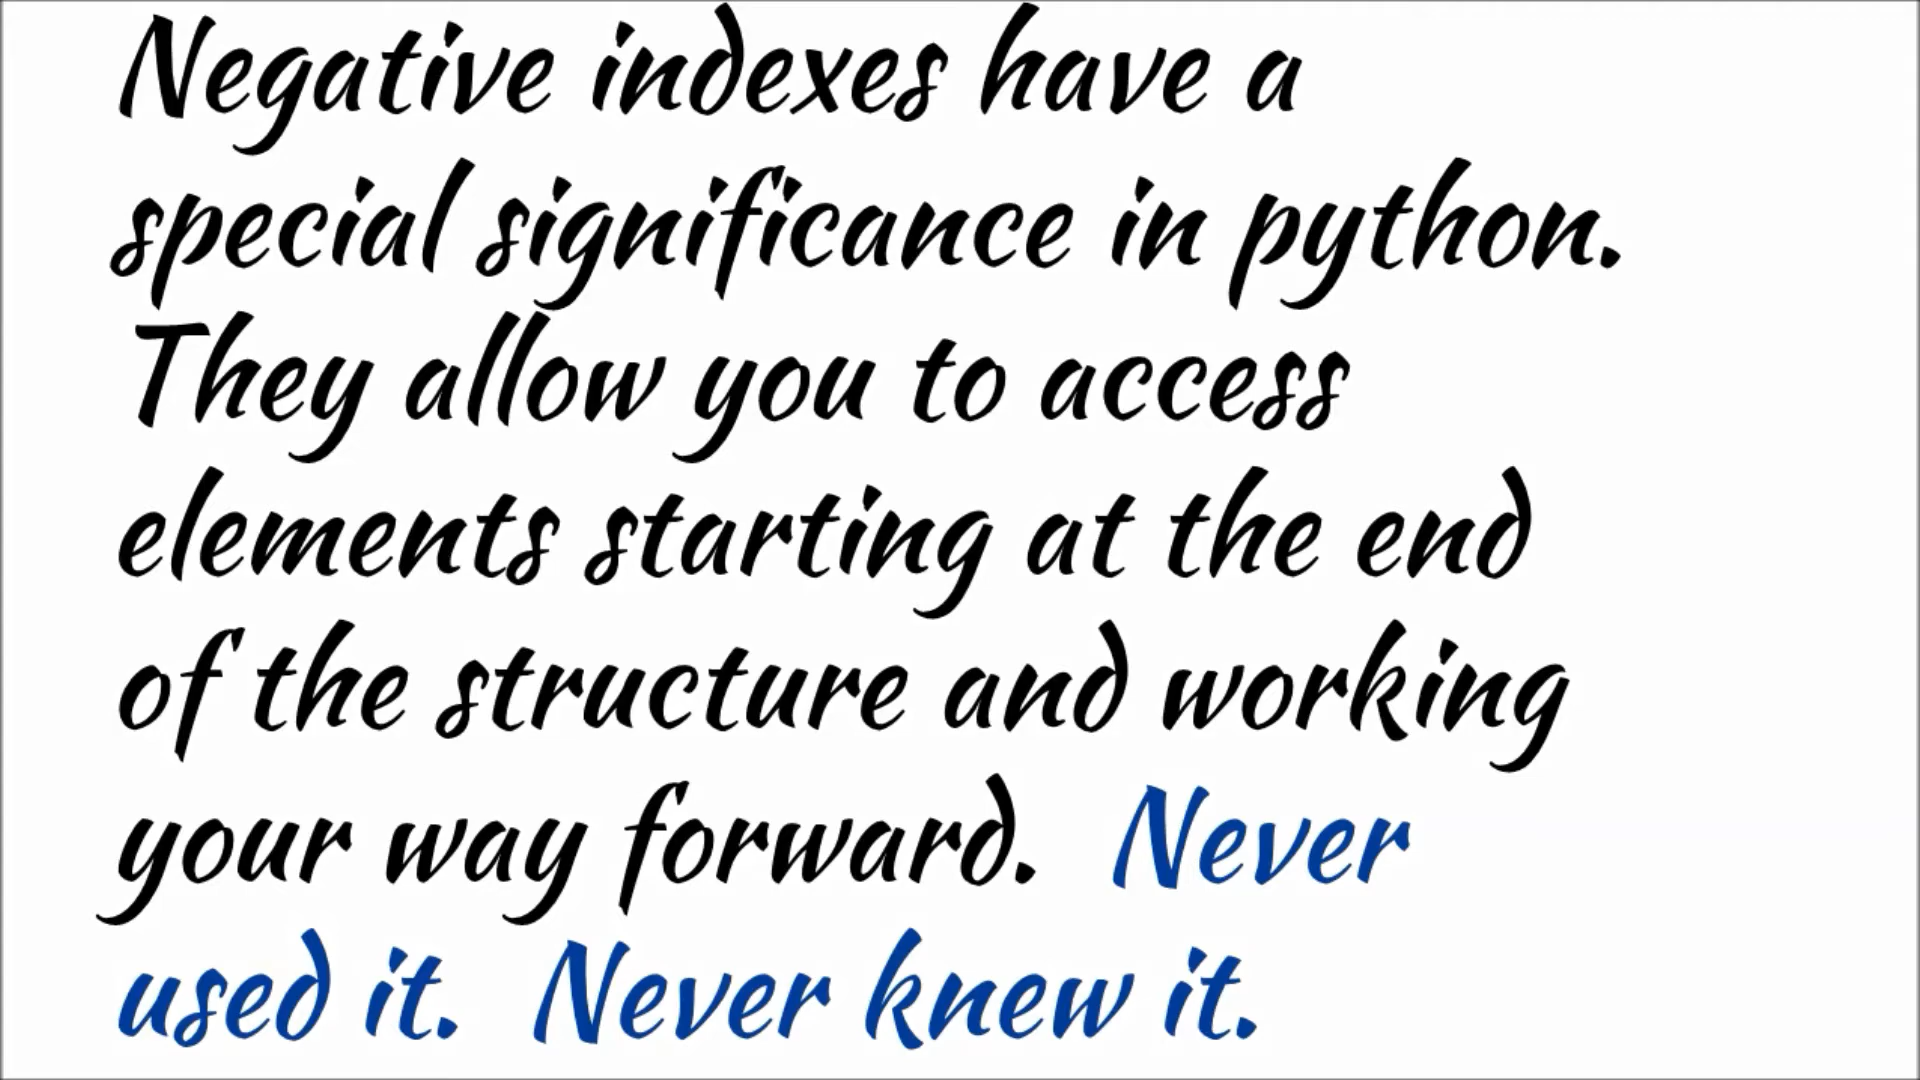 Negative indexes have a
special significance in python.
They allow you to access
elements starting at the end
of the structure and working
your way forward.  Never
used it.  Never knew it.